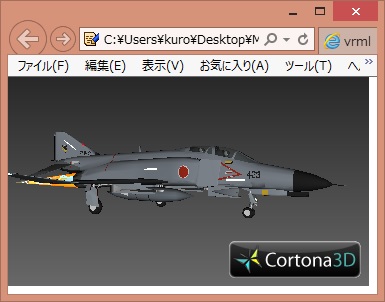 C:¥Users¥kuro¥Desktop¥M
vrml
ファイル(F) 編集(E) 表示(V) お気に入り(A) ツール(T) ヘ
Cortona3D